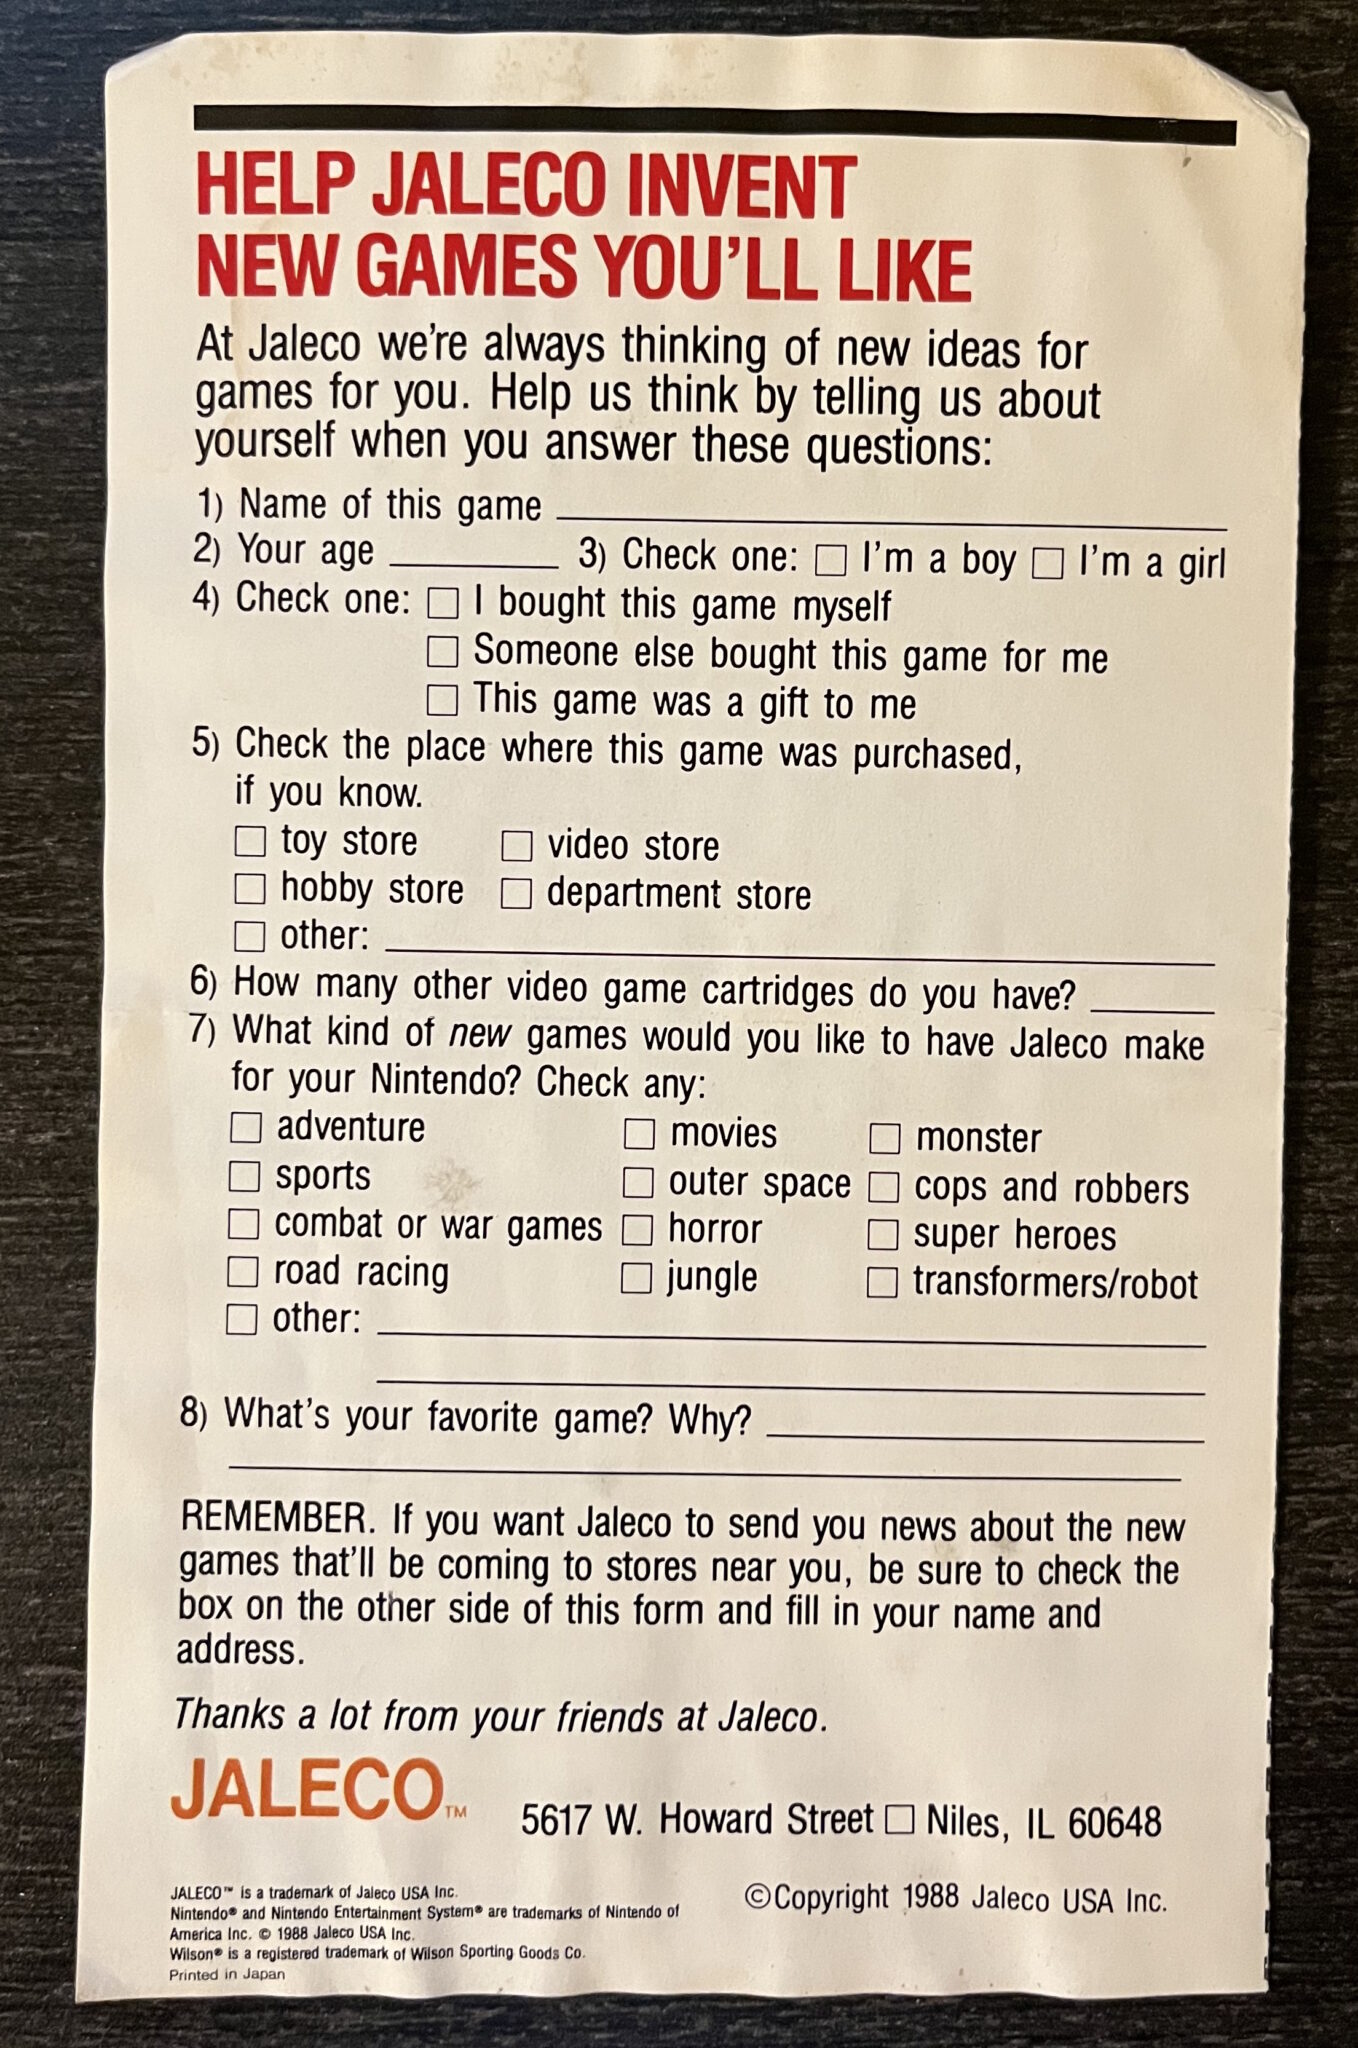 HELP JALECO INVENT
NEW GAMES YOU'LL LIKE
At Jaleco we're always thinking of new ideas for
games for you. Help us think by telling us about
yourself when you answer these questions:
1) Name of this game
2) Your age 3) Check one: □ I'm a boy □ I'm a girl
4) Check one: □ I bought this game myself
□ Someone else bought this game for me
□ This game was a gift to me
5) Check the place where this game was purchased,
if you know.
□ toy store □ video store
□ hobby store □ department store
□ other:
6) How many other video game cartridges do you have?
7) What kind of new games would you like to have Jaleco make
for your Nintendo? Check any:
□ adventure □ movies □ monster
□ sports □ outer space □ cops and robbers
□ combat or war games □ horror □ super heroes
□ road racing □ jungle □ transformers/robot
□ other:
8) What's your favorite game? Why?
REMEMBER. If you want Jaleco to send you news about the new
games that'll be coming to stores near you, be sure to check the
box on the other side of this form and fill in your name and
address.
Thanks a lot from your friends at Jaleco.
JALECO™ 5617 W. Howard Street □ Niles, IL 60648
JALECO™ is a trademark of Jaleco USA Inc.
Nintendo® and Nintendo Entertainment System® are trademarks of Nintendo of
America Inc. © 1988 Jaleco USA Inc.
Wilson® is a registered trademark of Wilson Sporting Goods Co.
Printed in Japan
©Copyright 1988 Jaleco USA Inc.